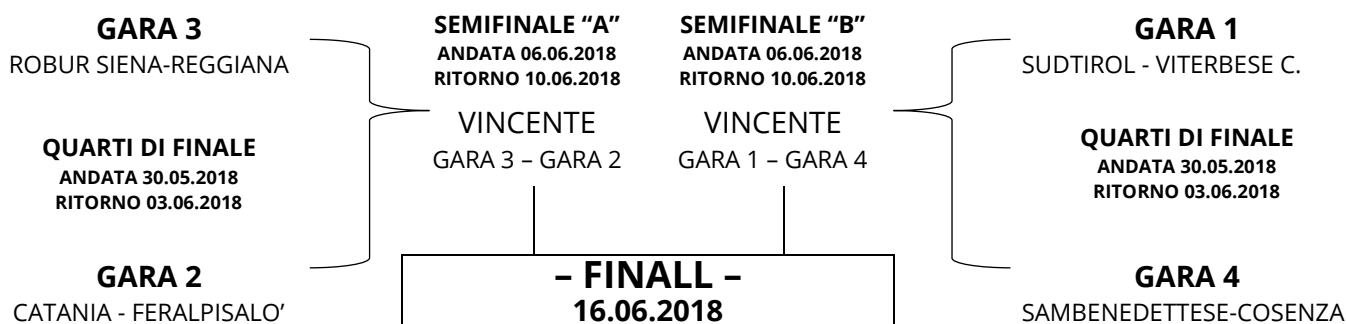 GARA 3
ROBUR SIENA-REGGIANA
QUARTI DI FINALE
ANDATA 30.05.2018
RITORNO 03.06.2018
GARA 2
CATANIA - FERALPISALO’
SEMIFINALE “A”
ANDATA 06.06.2018
RITORNO 10.06.2018
VINCENTE
GARA 3 – GARA 2
SEMIFINALE “B”
ANDATA 06.06.2018
RITORNO 10.06.2018
VINCENTE
GARA 1 – GARA 4
– FINALL –
16.06.2018
GARA 1
SUDTIROL - VITERBESE C.
QUARTI DI FINALE
ANDATA 30.05.2018
RITORNO 03.06.2018
GARA 4
SAMBENEDETTESE-COSENZA